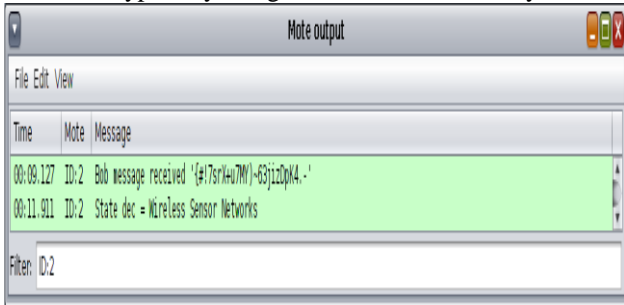 Mote output
File Edit View
Time Mote Message
00:09.127 ID:2 Bob message received '{#!7srX+u7MY)~63jizDpK4.-'
00:11.911 ID:2 State dec = Wireless Sensor Networks
Filter: ID:2